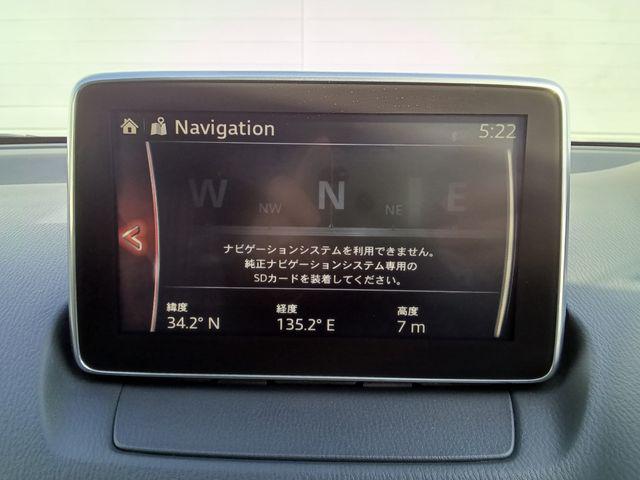 Navigation 5:22
W NW N NE E
ナビゲーションシステムを利用できません。
純正ナビゲーションシステム専用の
SDカードを装着してください。
緯度 経度 高度
34.2° N 135.2° E 7 m